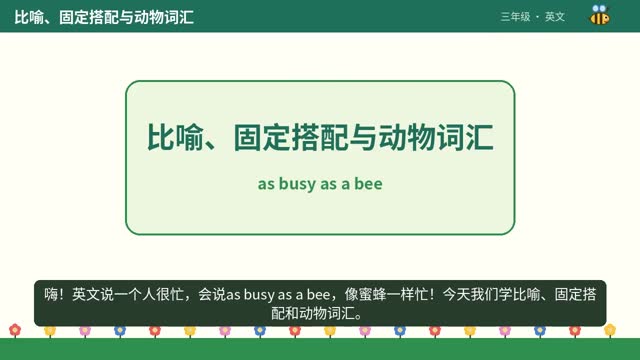 比喻、固定搭配与动物词汇
三年级 · 英文
比喻、固定搭配与动物词汇
as busy as a bee
嗨！英文说一个人很忙，会说as busy as a bee，像蜜蜂一样忙！今天我们学比喻、固定搭
配和动物词汇。